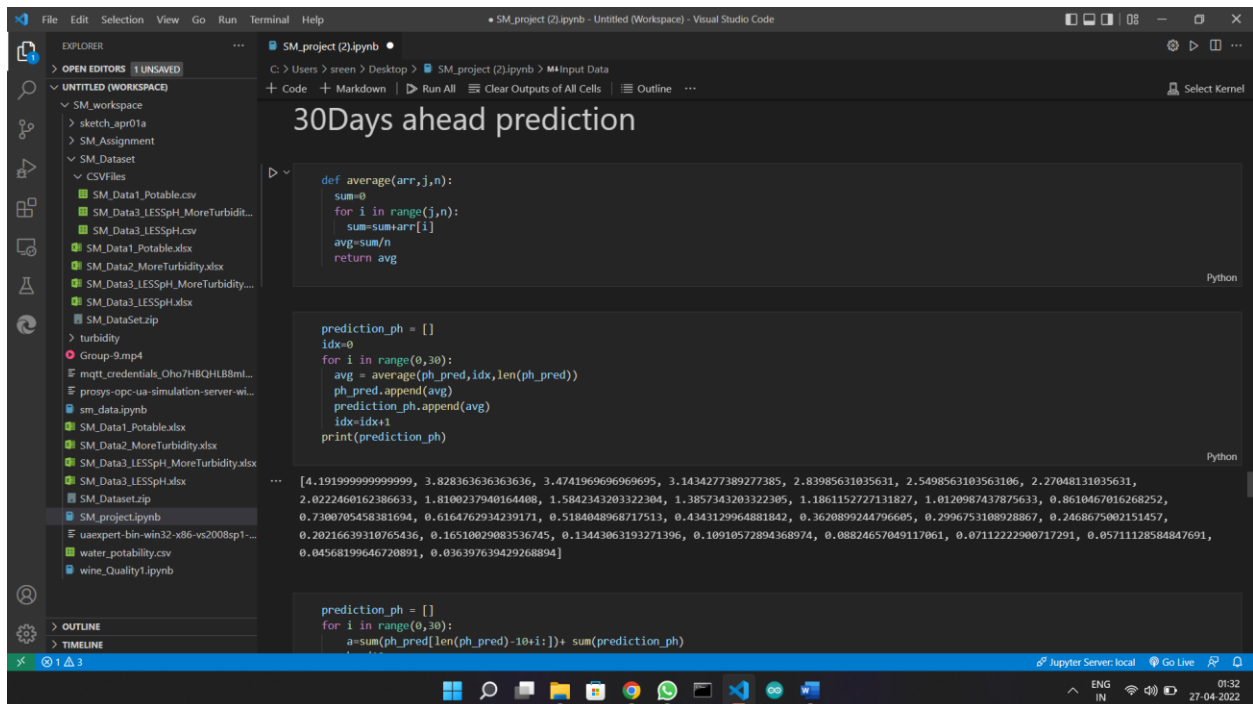 File Edit Selection View Go Run Terminal Help
● SM_project (2).ipynb - Untitled (Workspace) - Visual Studio Code
EXPLORER
OPEN EDITORS 1 UNSAVED
UNTITLED (WORKSPACE)
SM_workspace
sketch_apr01a
SM_Assignment
SM_Dataset
CSVFiles
SM_Data1_Potable.csv
SM_Data3_LESSpH_MoreTurbidit...
SM_Data3_LESSpH.csv
SM_Data1_Potable.xlsx
SM_Data2_MoreTurbidity.xlsx
SM_Data3_LESSpH_MoreTurbidity....
SM_Data3_LESSpH.xlsx
SM_DataSet.zip
turbidity
Group-9.mp4
mqtt_credentials_Oho7HBQHLB8ml...
prosys-opc-ua-simulation-server-wi...
sm_data.ipynb
SM_Data1_Potable.xlsx
SM_Data2_MoreTurbidity.xlsx
SM_Data3_LESSpH_MoreTurbidity.xlsx
SM_Data3_LESSpH.xlsx
SM_Dataset.zip
SM_project.ipynb
uaexpert-bin-win32-x86-vs2008sp1-...
water_potability.csv
wine_Quality1.ipynb
OUTLINE
TIMELINE
SM_project (2).ipynb ●
C: > Users > sreen > Desktop > SM_project (2).ipynb > M↓Input Data
+ Code + Markdown | Run All Clear Outputs of All Cells | Outline ...
Select Kernel
30Days ahead prediction
def average(arr,j,n):
sum=0
for i in range(j,n):
sum=sum+arr[i]
avg=sum/n
return avg
Python
prediction_ph = []
idx=0
for i in range(0,30):
avg = average(ph_pred,idx,len(ph_pred))
ph_pred.append(avg)
prediction_ph.append(avg)
idx=idx+1
print(prediction_ph)
Python
... [4.191999999999999, 3.828363636363636, 3.4741969696969695, 3.1434277389277385, 2.83985631035631, 2.5498563103563106, 2.27048131035631,
2.0222460162386633, 1.8100237940164408, 1.5842343203322304, 1.3857343203322305, 1.1861152727131827, 1.0120987437875633, 0.8610467016268252,
0.7300705458381694, 0.6164762934239171, 0.5184048968717513, 0.4343129964881842, 0.3620899244796605, 0.2996753108928867, 0.2468675002151457,
0.20216639310765436, 0.16510029083536745, 0.13443063193271396, 0.10910572894368974, 0.08824657049117061, 0.07112222900717291, 0.05711128584847691,
0.04568199646720891, 0.036397639429268894]
prediction_ph = []
for i in range(0,30):
a=sum(ph_pred[len(ph_pred)-10+i:])+ sum(prediction_ph)
1 3
Jupyter Server: local Go Live
ENG
IN
01:32
27-04-2022